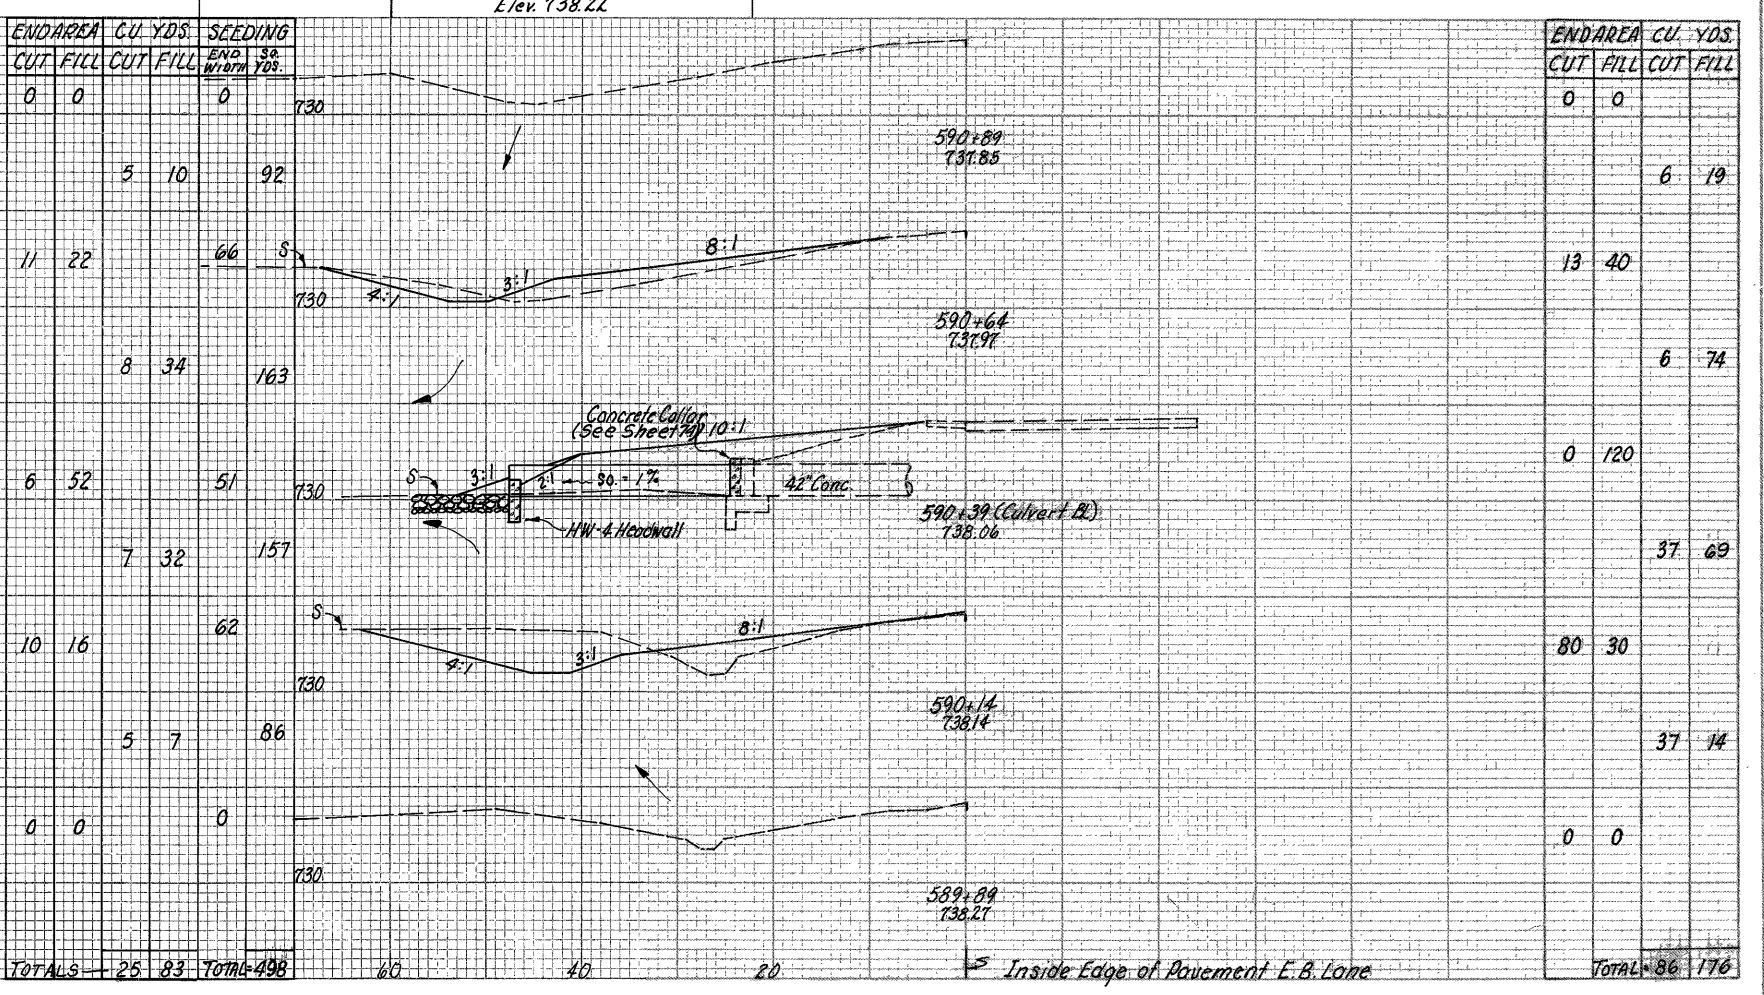 Elev. 738.22
END AREA CU. YDS. SEEDING END AREA CU. YDS.
CUT FILL CUT FILL END WIDTH SQ. YDS. CUT FILL CUT FILL
0 0 0 730 0 0
590+89
737.85
5 10 92 6 19
11 22 66 S 8:1 13 40
730 4:1 3:1
590+64
737.97
8 34 163 6 74
Concrete Collar
(See Sheet 74) 10:1
6 52 51 S 3:1 2:1 So. = 1% 42" Conc. 0 120
730
590+39 (Culvert BL)
HW-4 Headwall 738.06
7 32 157 37 69
S
10 16 62 8:1 80 30
4:1 3:1
730
590+14
738.14
5 7 86 37 14
0 0 0 0 0
730
589+89
738.27
TOTALS 25 83 TOTAL=498 60 40 20 Inside Edge of Pavement E.B. Lane TOTAL= 86 176